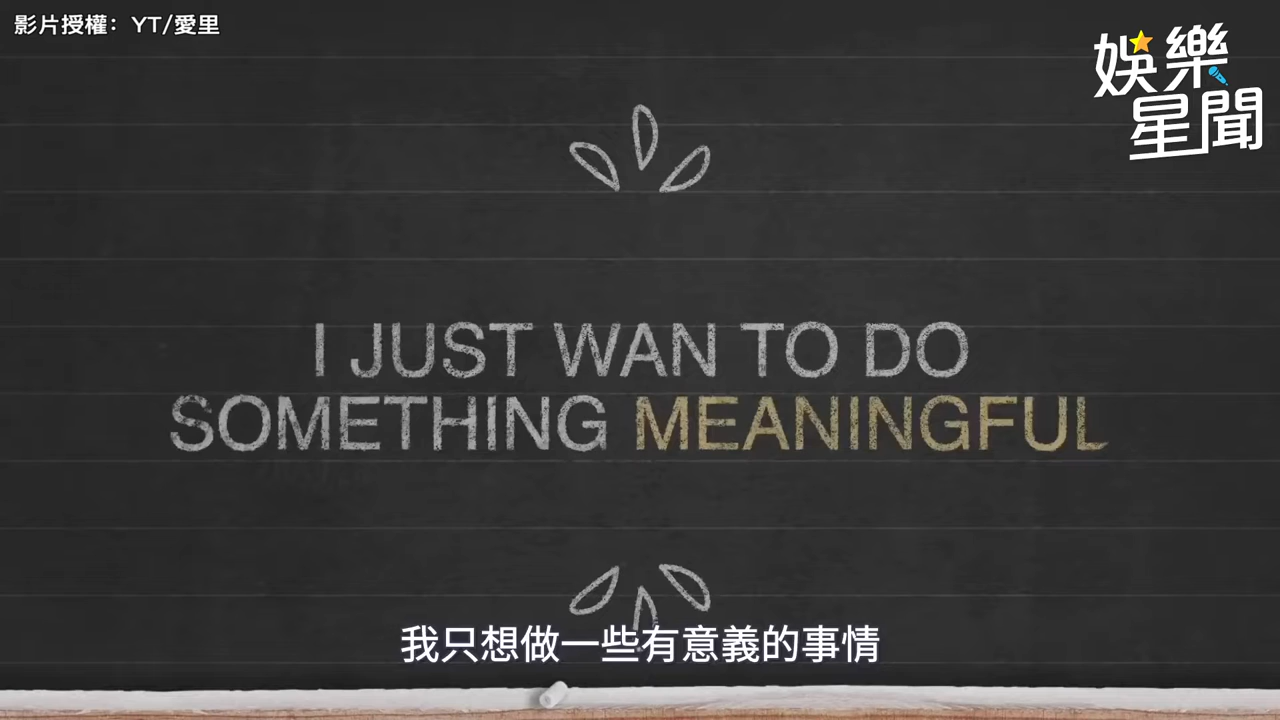 影片授權：YT/愛里
娛樂
星聞
I JUST WAN TO DO
SOMETHING MEANINGFUL
我只想做一些有意義的事情